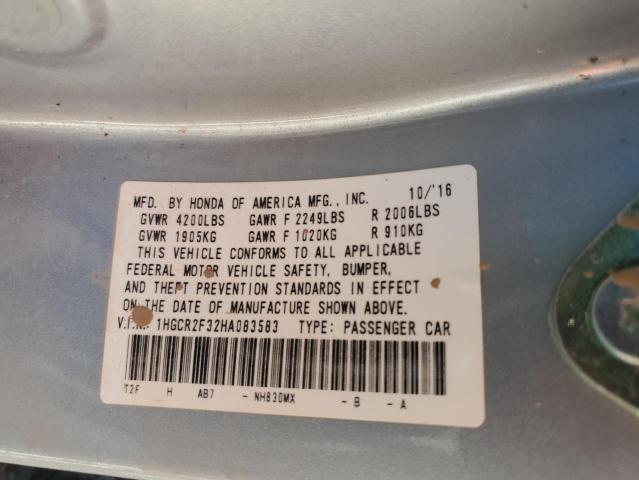 MFD. BY HONDA OF AMERICA MFG., INC. 10/'16
GVWR 4200LBS GAWR F 2249LBS R 2006LBS
GVWR 1905KG GAWR F 1020KG R 910KG
THIS VEHICLE CONFORMS TO ALL APPLICABLE
FEDERAL MOTOR VEHICLE SAFETY, BUMPER,
AND THEFT PREVENTION STANDARDS IN EFFECT
ON THE DATE OF MANUFACTURE SHOWN ABOVE.
V.I.N: 1HGCR2F32HA083583 TYPE: PASSENGER CAR
T2F H AB7 - NH830MX - B - A